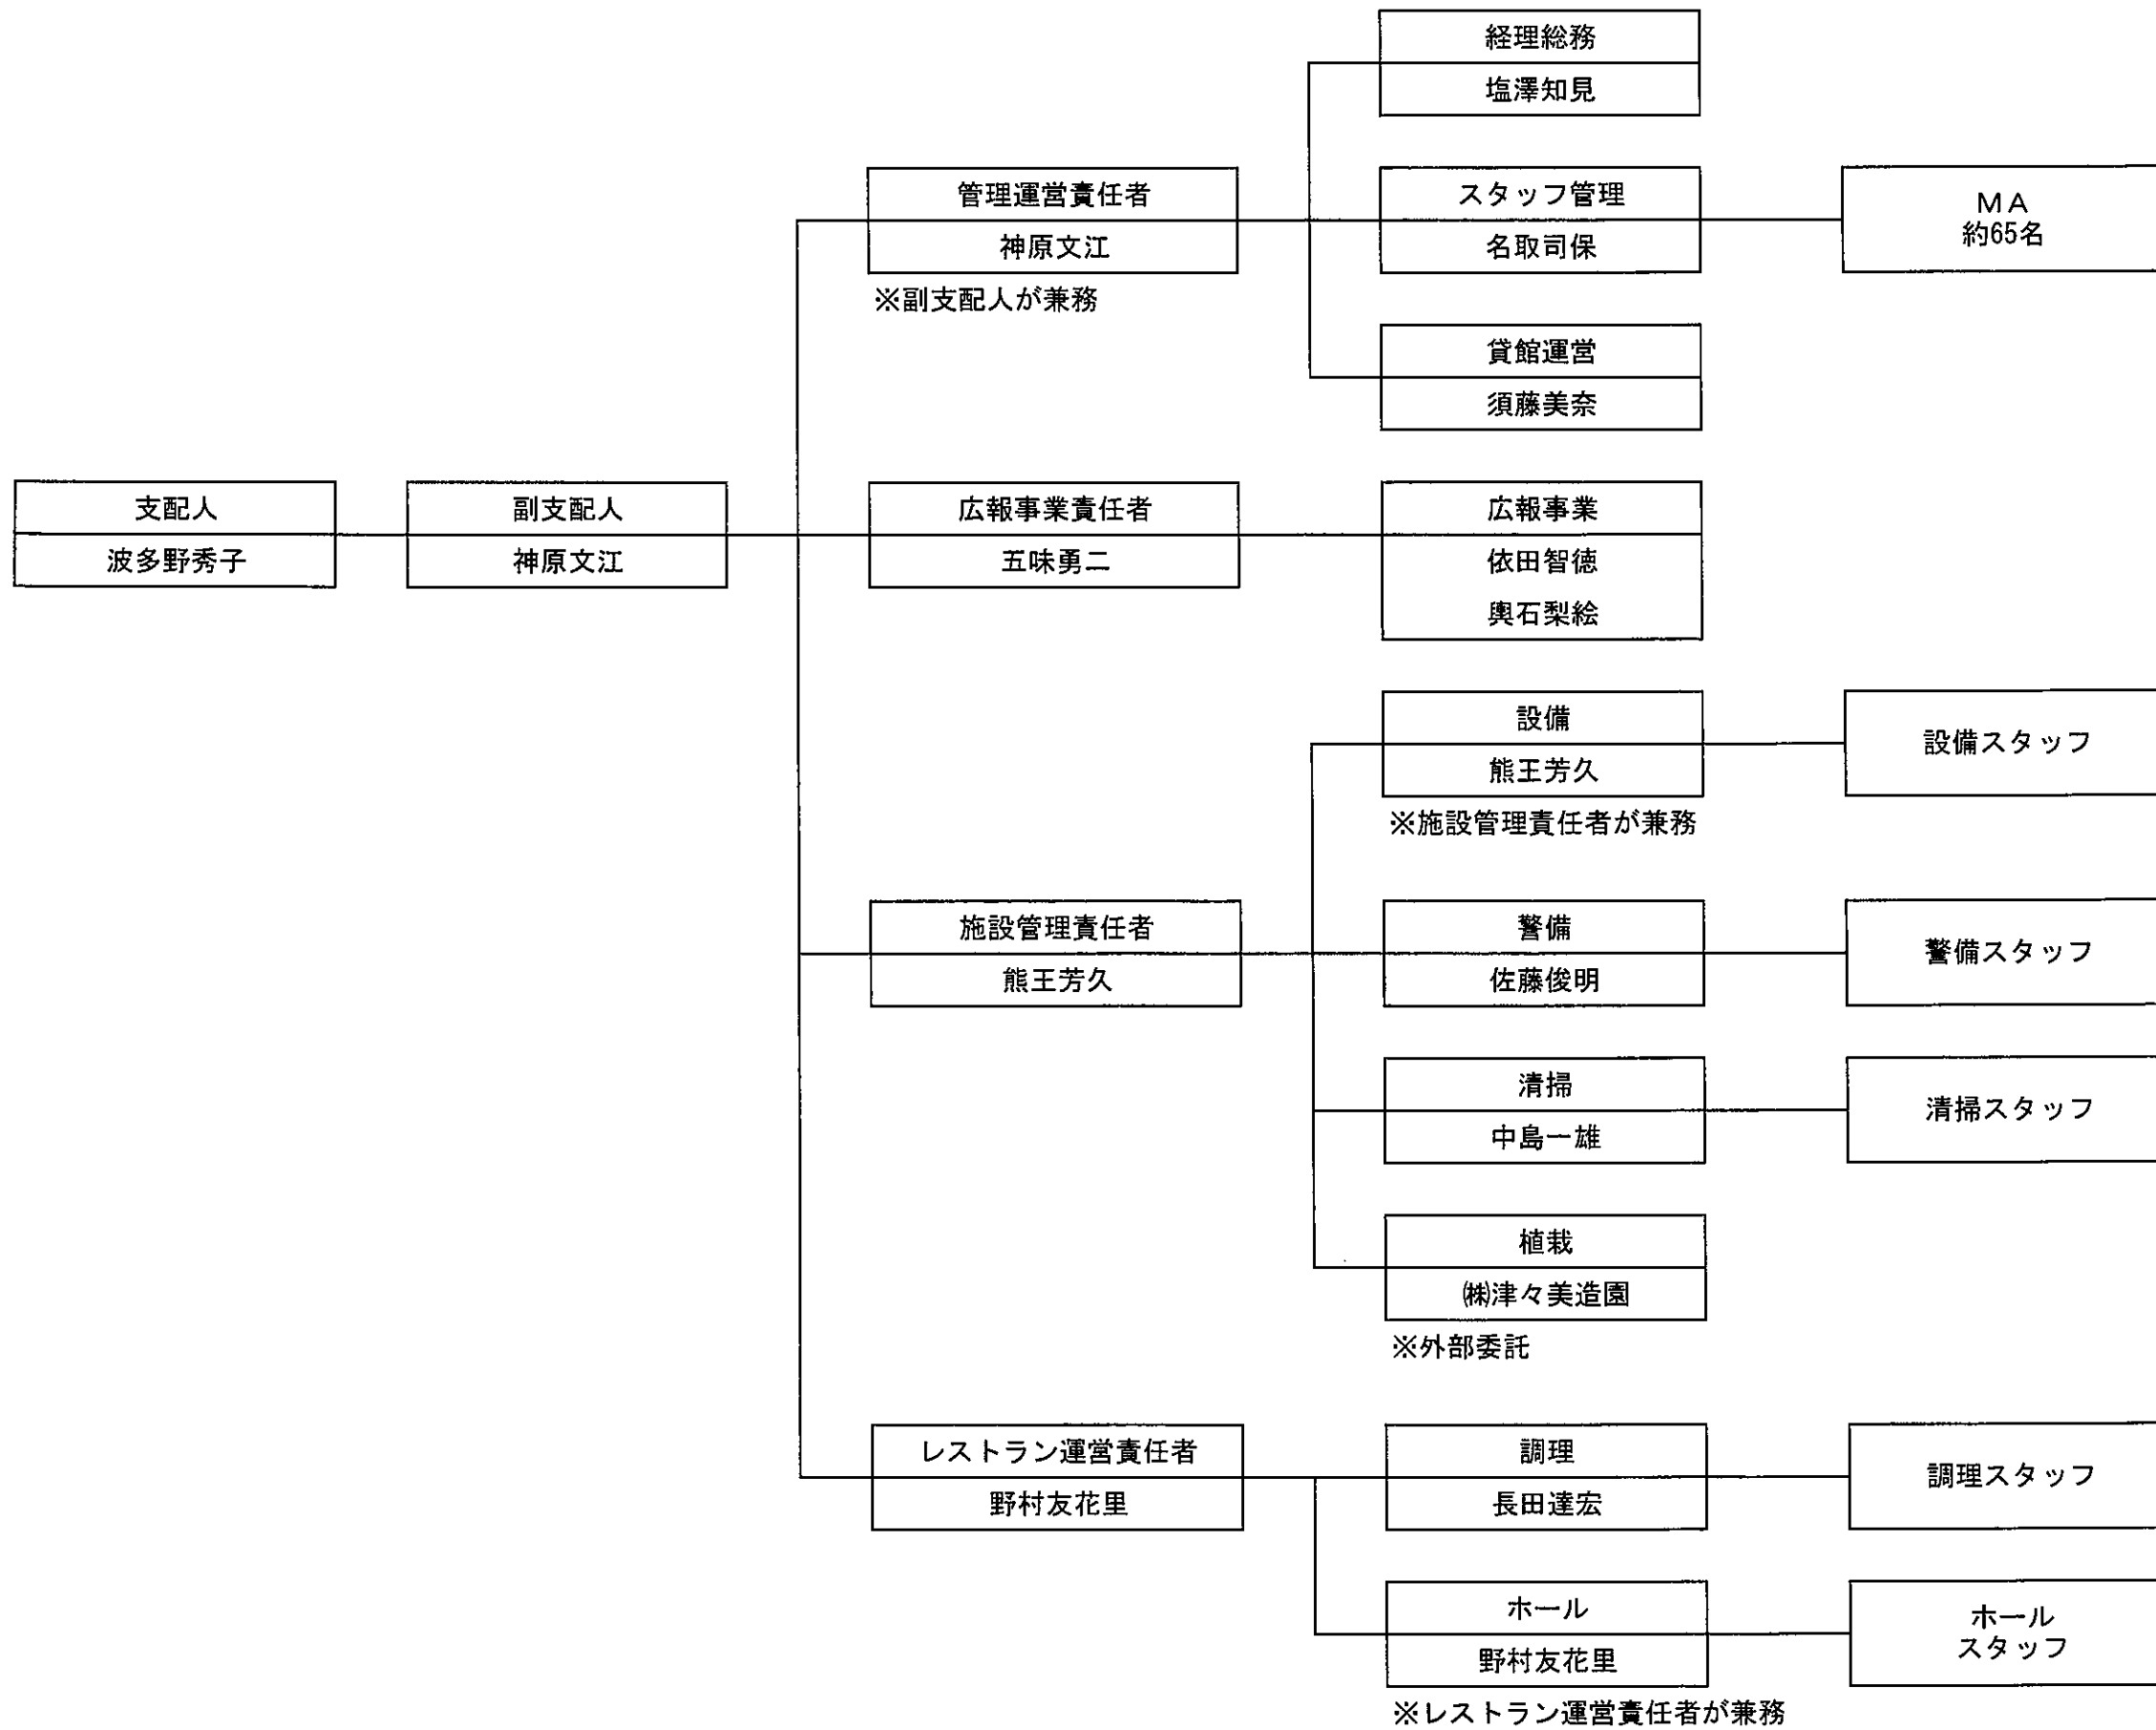 経理総務
塩澤知見
管理運営責任者
神原文江
※副支配人が兼務
スタッフ管理
名取司保
ＭＡ
約65名
貸館運営
須藤美奈
支配人
波多野秀子
副支配人
神原文江
広報事業責任者
五味勇二
広報事業
依田智徳
輿石梨絵
設備
熊王芳久
※施設管理責任者が兼務
設備スタッフ
施設管理責任者
熊王芳久
警備
佐藤俊明
警備スタッフ
清掃
中島一雄
清掃スタッフ
植栽
㈱津々美造園
※外部委託
レストラン運営責任者
野村友花里
調理
長田達宏
調理スタッフ
ホール
野村友花里
※レストラン運営責任者が兼務
ホール
スタッフ